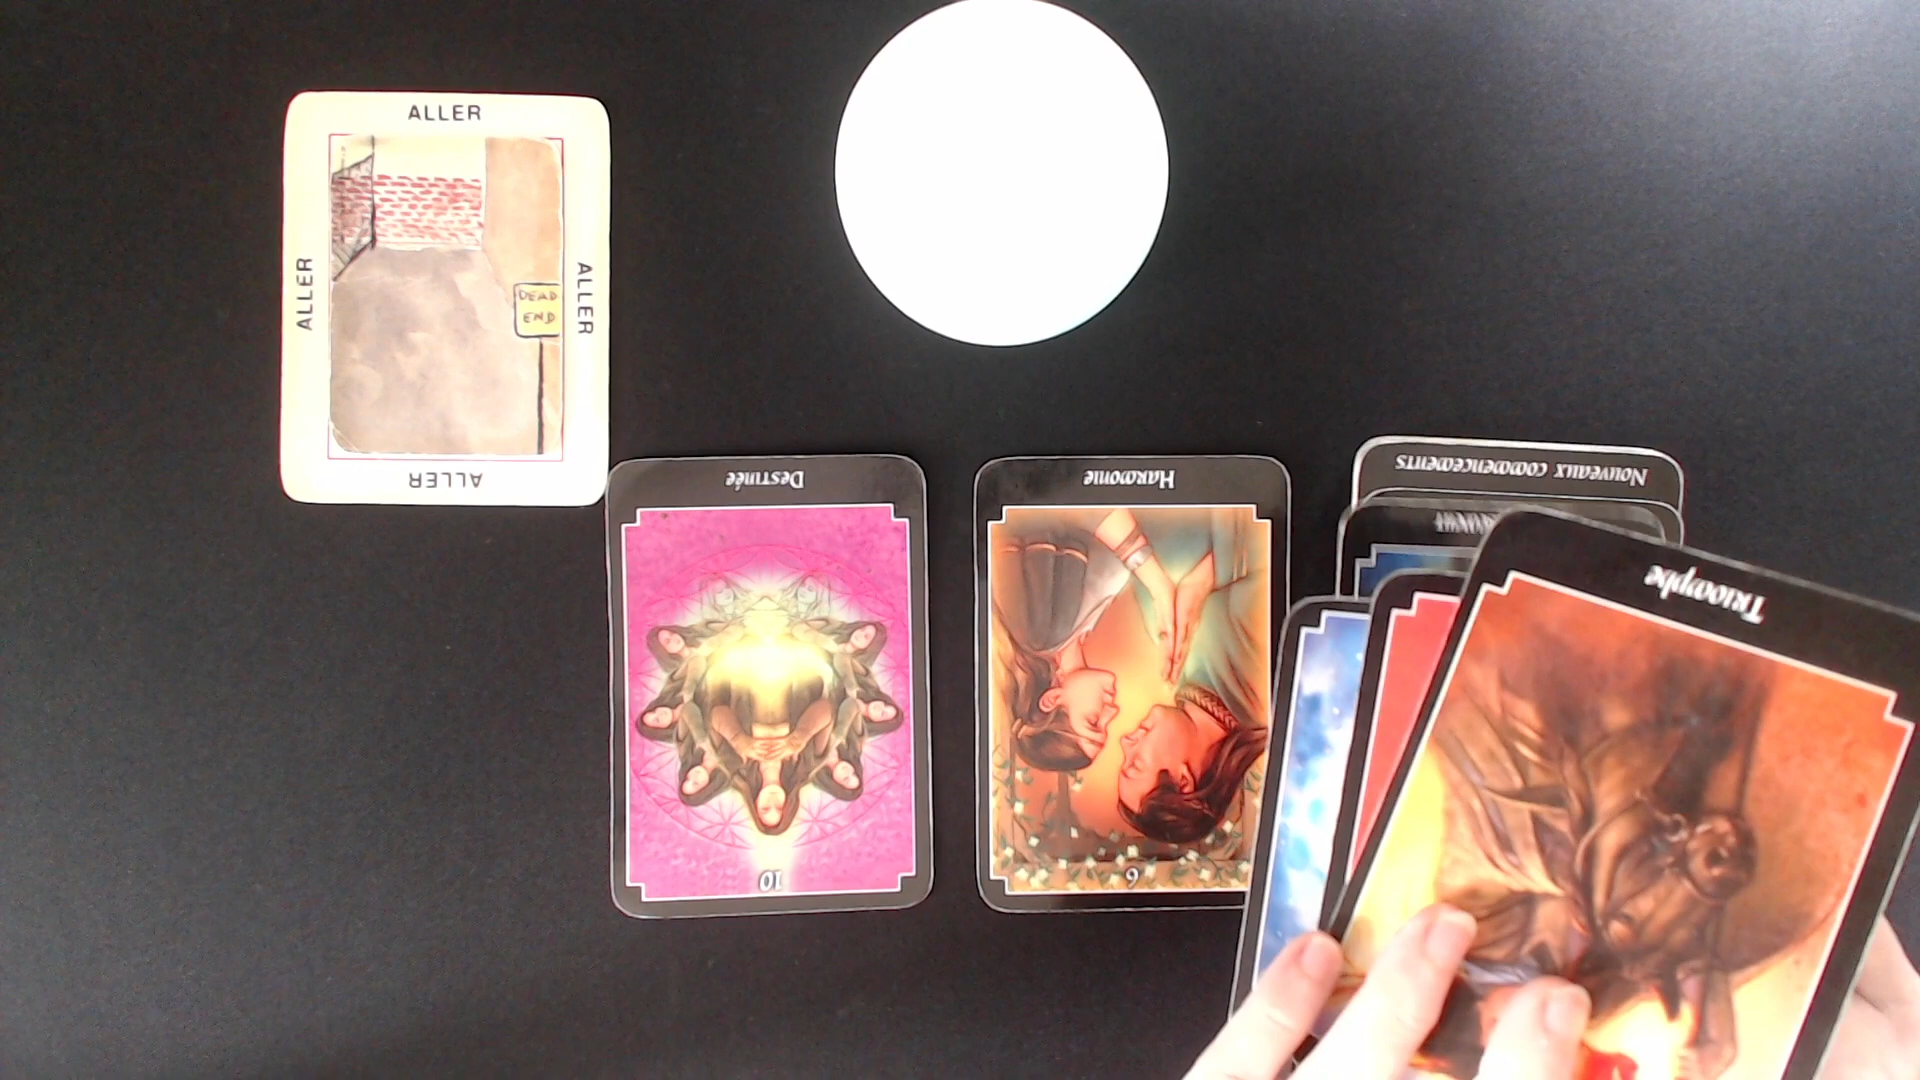 ALLER
ALLER
ALLER
ALLER
DEAD
END
Destinée
10
Harmonie
6
Nouveaux commencements
Triomphe